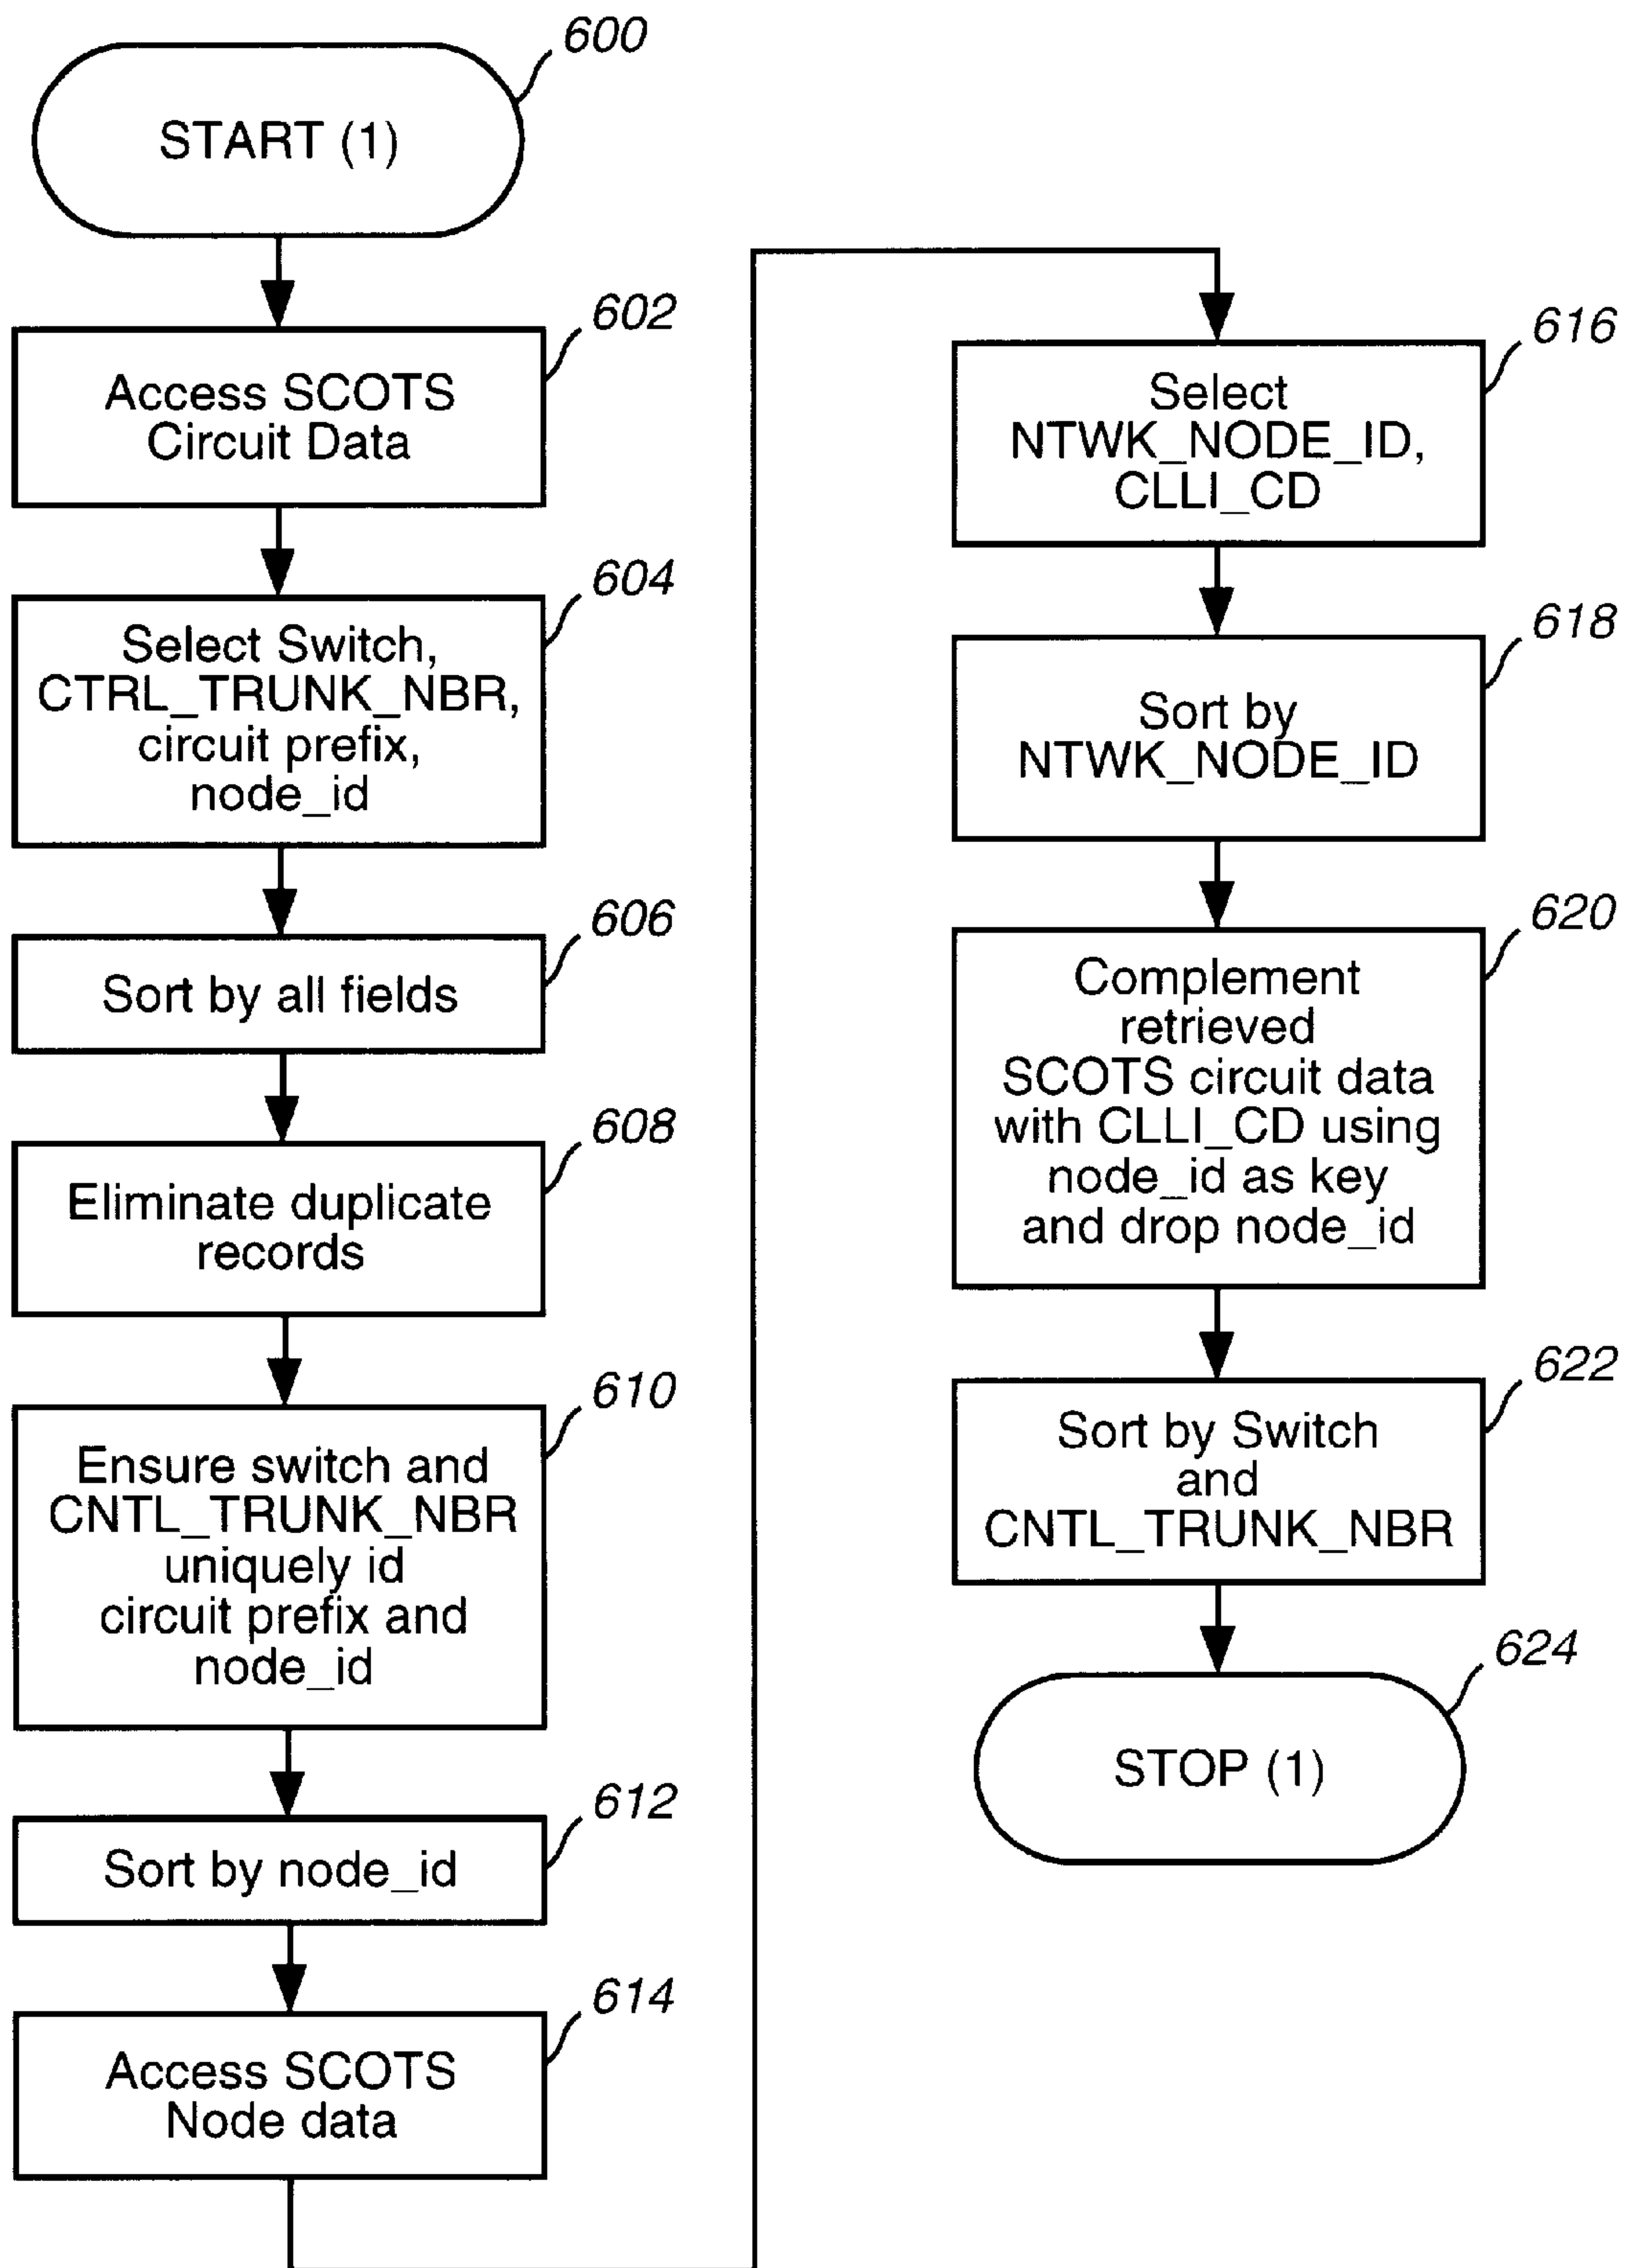 600
START (1)
602
Access SCOTS
Circuit Data
604
Select Switch,
CTRL_TRUNK_NBR,
circuit prefix,
node_id
606
Sort by all fields
608
Eliminate duplicate
records
610
Ensure switch and
CNTL_TRUNK_NBR
uniquely id
circuit prefix and
node_id
612
Sort by node_id
614
Access SCOTS
Node data
616
Select
NTWK_NODE_ID,
CLLI_CD
618
Sort by
NTWK_NODE_ID
620
Complement
retrieved
SCOTS circuit data
with CLLI_CD using
node_id as key
and drop node_id
622
Sort by Switch
and
CNTL_TRUNK_NBR
624
STOP (1)